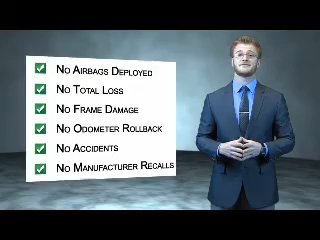 No Airbags Deployed
No Total Loss
No Frame Damage
No Odometer Rollback
No Accidents
No Manufacturer Recalls